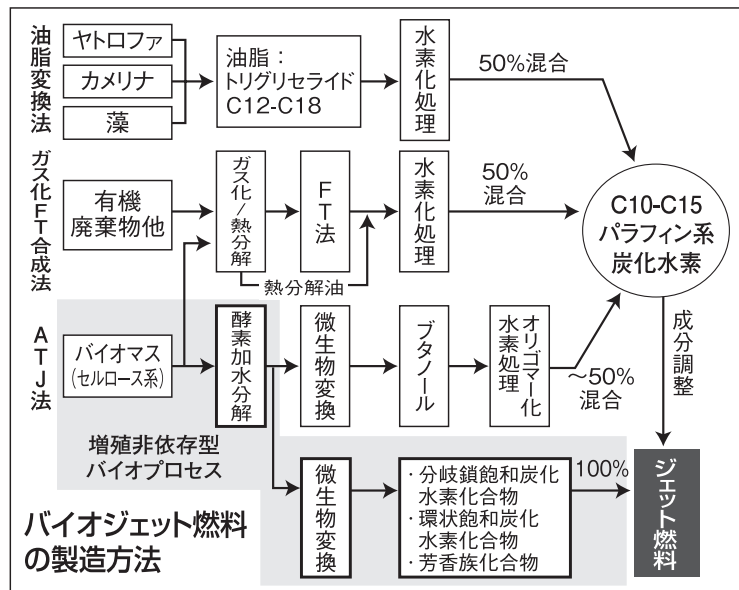 油脂変換法
ヤトロファ
カメリナ
藻
油脂：
トリグリセライド
C12-C18
水素化処理
50%混合
ガス化FT合成法
有機
廃棄物他
ガス化/熱分解
FT法
熱分解油
水素化処理
50%
混合
C10-C15
パラフィン系
炭化水素
ATJ法
バイオマス
(セルロース系)
酵素加水分解
微生物変換
ブタノール
オリゴマー化
水素処理
〜50%
混合
成分調整
増殖非依存型
バイオプロセス
微生物変換
・分岐鎖飽和炭化
水素化合物
・環状飽和炭化
水素化合物
・芳香族化合物
100%
ジェット燃料
バイオジェット燃料
の製造方法